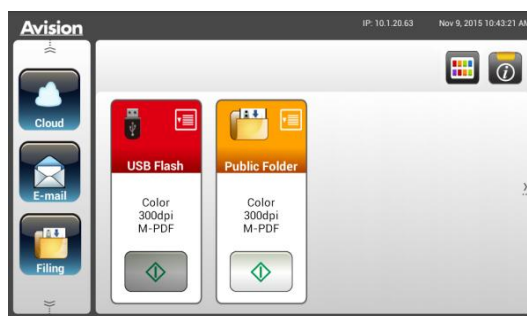 Avision
IP: 10.1.20.63
Nov 9, 2015 10:43:21 AM
Cloud
E-mail
Filing
USB Flash
Color
300dpi
M-PDF
Public Folder
Color
300dpi
M-PDF